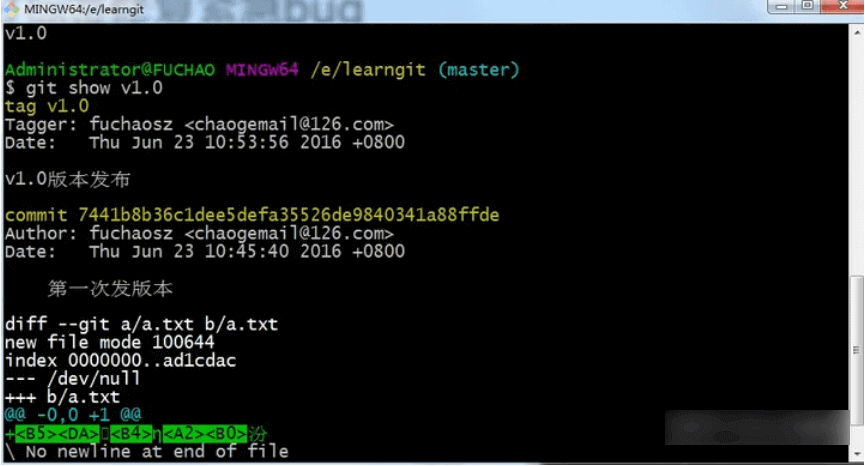 MINGW64:/e/learngit
v1.0
Administrator@FUCHAO MINGW64 /e/learngit (master)
$ git show v1.0
tag v1.0
Tagger: fuchaosz <chaogemail@126.com>
Date:   Thu Jun 23 10:53:56 2016 +0800
v1.0版本发布
commit 7441b8b36c1dee5defa35526de9840341a88ffde
Author: fuchaosz <chaogemail@126.com>
Date:   Thu Jun 23 10:45:40 2016 +0800
    第一次发版本
diff --git a/a.txt b/a.txt
new file mode 100644
index 0000000..ad1cdac
--- /dev/null
+++ b/a.txt
@@ -0,0 +1 @@
+<B5><DA><B4>η<A2><B0>汾
\ No newline at end of file